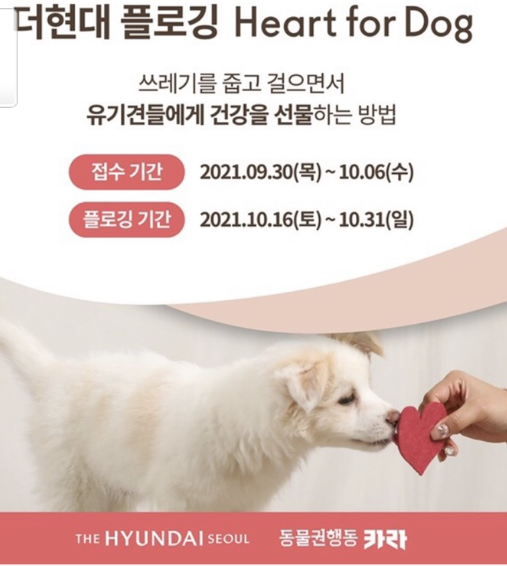 더현대 플로깅 Heart for Dog
쓰레기를 줍고 걸으면서
유기견들에게 건강을 선물하는 방법
접수 기간 2021.09.30(목) ~ 10.06(수)
플로깅 기간 2021.10.16(토) ~ 10.31(일)
THE HYUNDAI SEOUL 동물권행동 카라